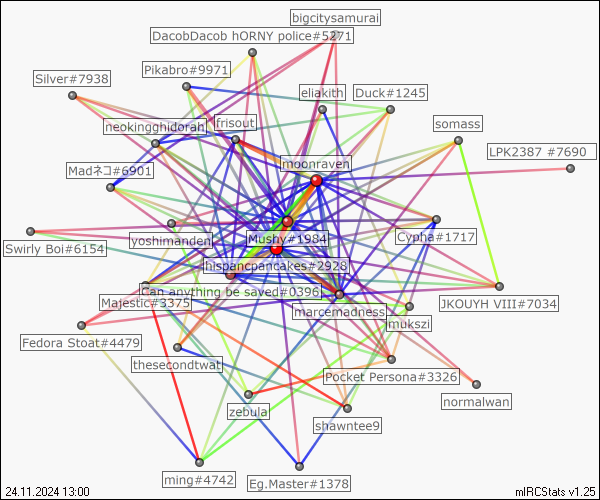 bigcitysamurai
DacobDacob hORNY police#5271
Pikabro#9971
Silver#7938
eliakith
Duck#1245
neokingghidorah
frisout
somass
LPK2387 #7690
moonraven
Madネコ#6901
Mushy#1984
Cypha#1717
yoshimanden
Swirly Boi#6154
hispancpancakes#2928
Can anything be saved#0396
Majestic#3375
JKOUYH VIII#7034
marcemadness
mukszi
Fedora Stoat#4479
thesecondtwat
Pocket Persona#3326
normalwan
zebula
shawntee9
ming#4742
Eg.Master#1378
24.11.2024 13:00
mIRCStats v1.25